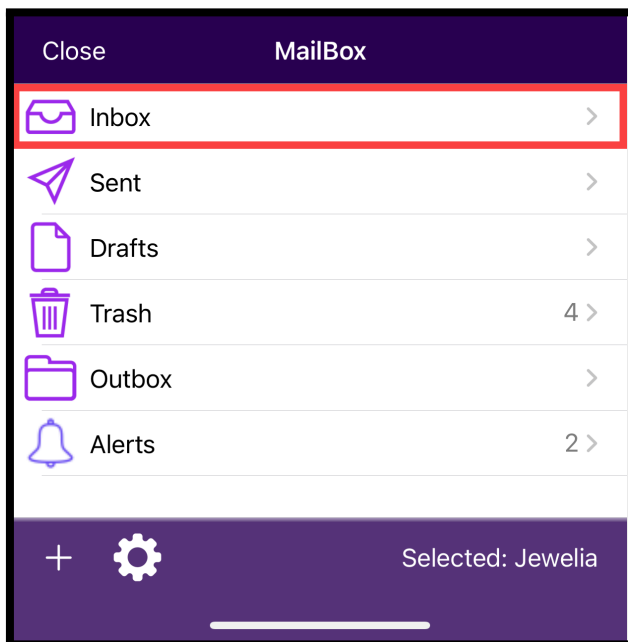 Close MailBox
Inbox
Sent
Drafts
Trash 4
Outbox
Alerts 2
Selected: Jewelia